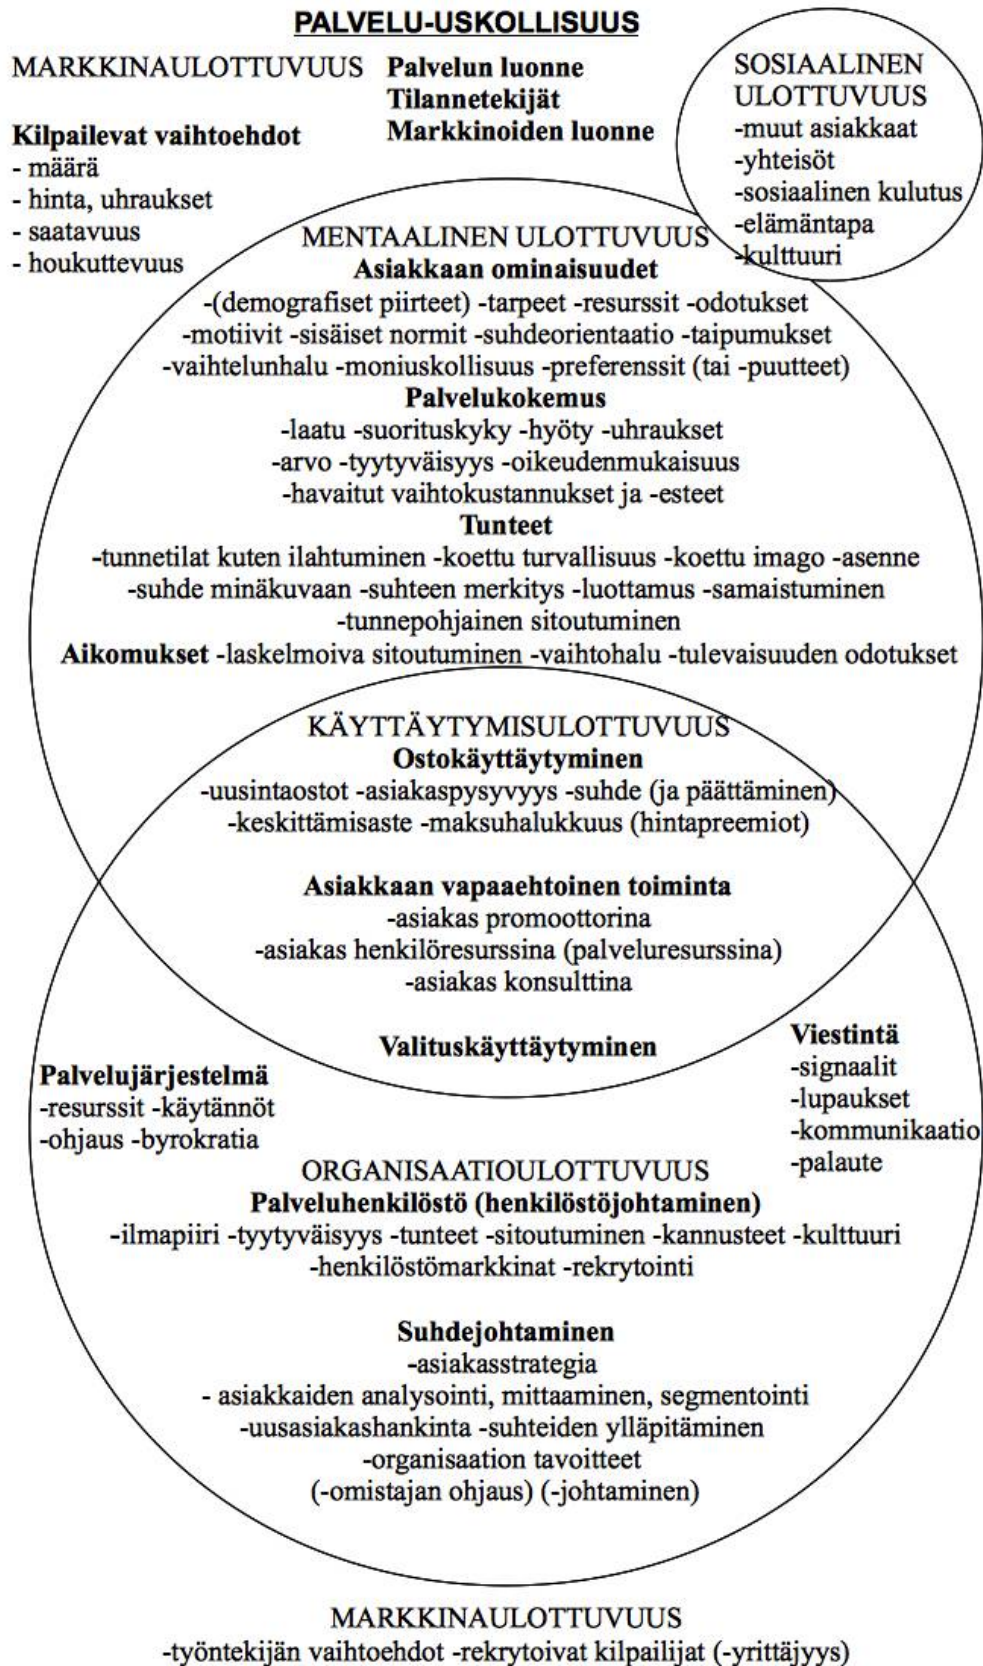 PALVELU-USKOLLISUUS
MARKKINAULOTTUVUUS
Palvelun luonne
Tilannetekijät
Markkinoiden luonne
Kilpailevat vaihtoehdot
- määrä
- hinta, uhraukset
- saatavuus
- houkuttevuus
SOSIAALINEN
ULOTTUVUUS
-muut asiakkaat
-yhteisöt
-sosiaalinen kulutus
-elämäntapa
-kulttuuri
MENTAALINEN ULOTTUVUUS
Asiakkaan ominaisuudet
-(demografiset piirteet) -tarpeet -resurssit -odotukset
-motiivit -sisäiset normit -suhdeorientaatio -taipumukset
-vaihtelunhalu -moniuskollisuus -preferenssit (tai -puutteet)
Palvelukokemus
-laatu -suorituskyky -hyöty -uhraukset
-arvo -tyytyväisyys -oikeudenmukaisuus
-havaitut vaihtokustannukset ja -esteet
Tunteet
-tunnetilat kuten ilahtuminen -koettu turvallisuus -koettu imago -asenne
-suhde minäkuvaan -suhteen merkitys -luottamus -samaistuminen
-tunnepohjainen sitoutuminen
Aikomukset -laskelmoiva sitoutuminen -vaihtohalu -tulevaisuuden odotukset
KÄYTTÄYTYMISULOTTUVUUS
Ostokäyttäytyminen
-uusintaostot -asiakaspysyvyys -suhde (ja päättäminen)
-keskittämisaste -maksuhalukkuus (hintapreemiot)
Asiakkaan vapaaehtoinen toiminta
-asiakas promoottorina
-asiakas henkilöresurssina (palveluresurssina)
-asiakas konsulttina
Valituskäyttäytyminen
Palvelujärjestelmä
-resurssit -käytännöt
-ohjaus -byrokratia
Viestintä
-signaalit
-lupaukset
-kommunikaatio
-palaute
ORGANISAATIOULOTTUVUUS
Palveluhenkilöstö (henkilöstöjohtaminen)
-ilmapiiri -tyytyväisyys -tunteet -sitoutuminen -kannusteet -kulttuuri
-henkilöstömarkkinat -rekrytointi
Suhdejohtaminen
-asiakasstrategia
- asiakkaiden analysointi, mittaaminen, segmentointi
-uusasiakashankinta -suhteiden ylläpitäminen
-organisaation tavoitteet
(-omistajan ohjaus) (-johtaminen)
MARKKINAULOTTUVUUS
-työntekijän vaihtoehdot -rekrytoivat kilpailijat (-yrittäjyys)